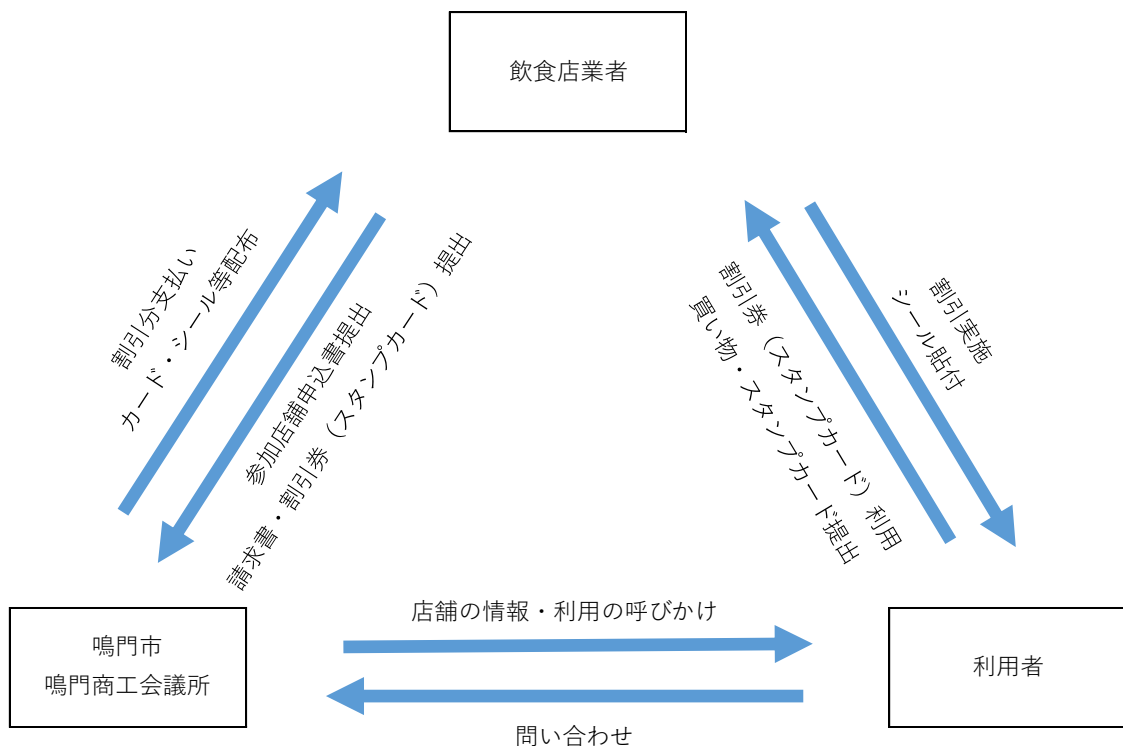 飲食店業者
割引分支払い
カード・シール等配布
参加店舗申込書提出
請求書・割引券（スタンプカード）提出
割引券（スタンプカード）利用
買い物・スタンプカード提出
割引実施
シール貼付
鳴門市
鳴門商工会議所
店舗の情報・利用の呼びかけ
問い合わせ
利用者